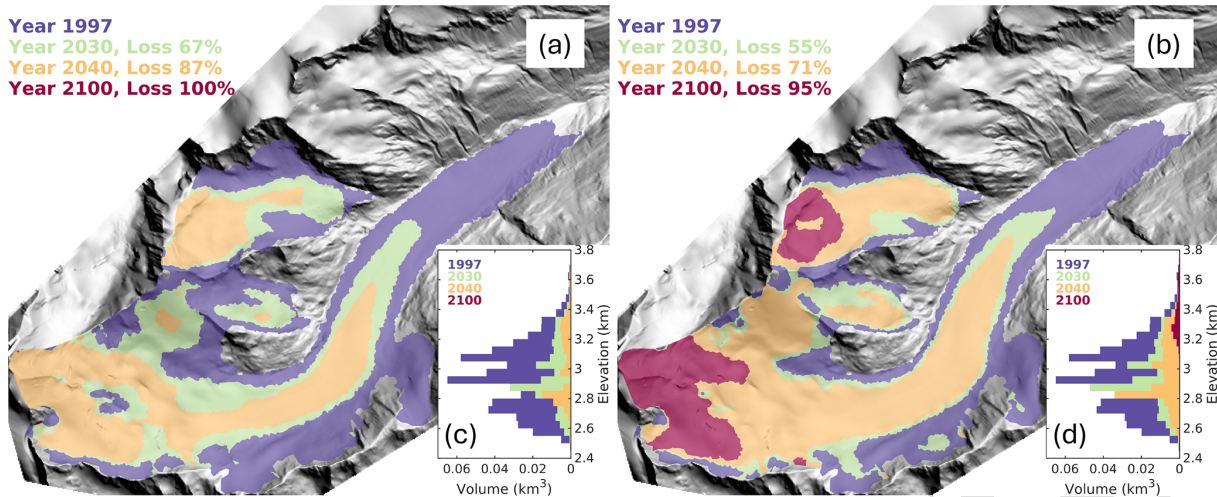 Year 1997
Year 2030, Loss 67%
Year 2040, Loss 87%
Year 2100, Loss 100%
(a)
1997
2030
2040
2100
3.8
3.6
3.4
3.2
3
2.8
2.6
2.4
Elevation (km)
0.06 0.04 0.02 0
Volume (km³)
(c)
Year 1997
Year 2030, Loss 55%
Year 2040, Loss 71%
Year 2100, Loss 95%
(b)
1997
2030
2040
2100
3.8
3.6
3.4
3.2
3
2.8
2.6
2.4
Elevation (km)
0.06 0.04 0.02 0
Volume (km³)
(d)